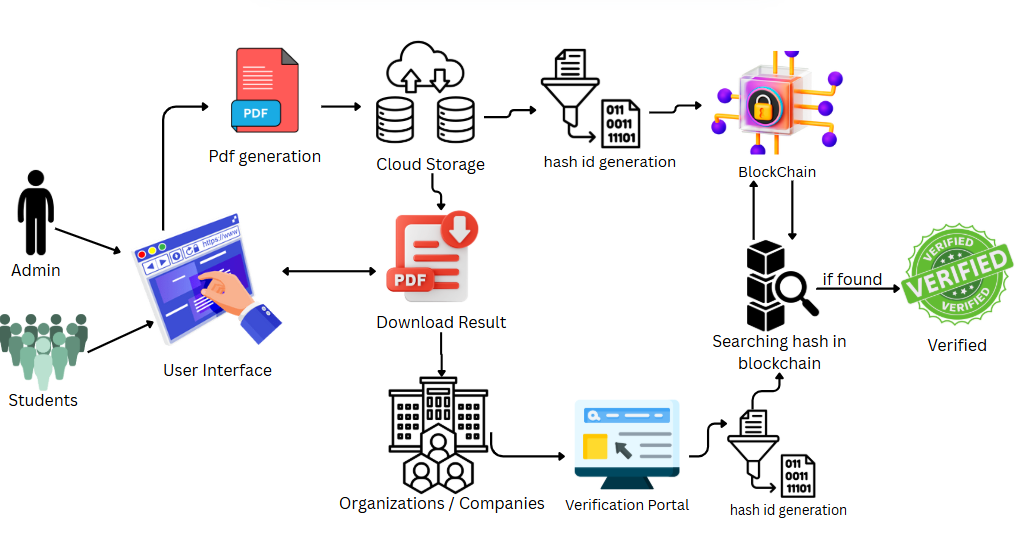 PDF
Pdf generation
Cloud Storage
011
0011
11101
hash id generation
BlockChain
Admin
https://www
User Interface
Students
PDF
Download Result
if found
VERIFIED
VERIFIED
VERIFIED
Verified
Searching hash in
blockchain
Organizations / Companies
Verification Portal
011
0011
11101
hash id generation